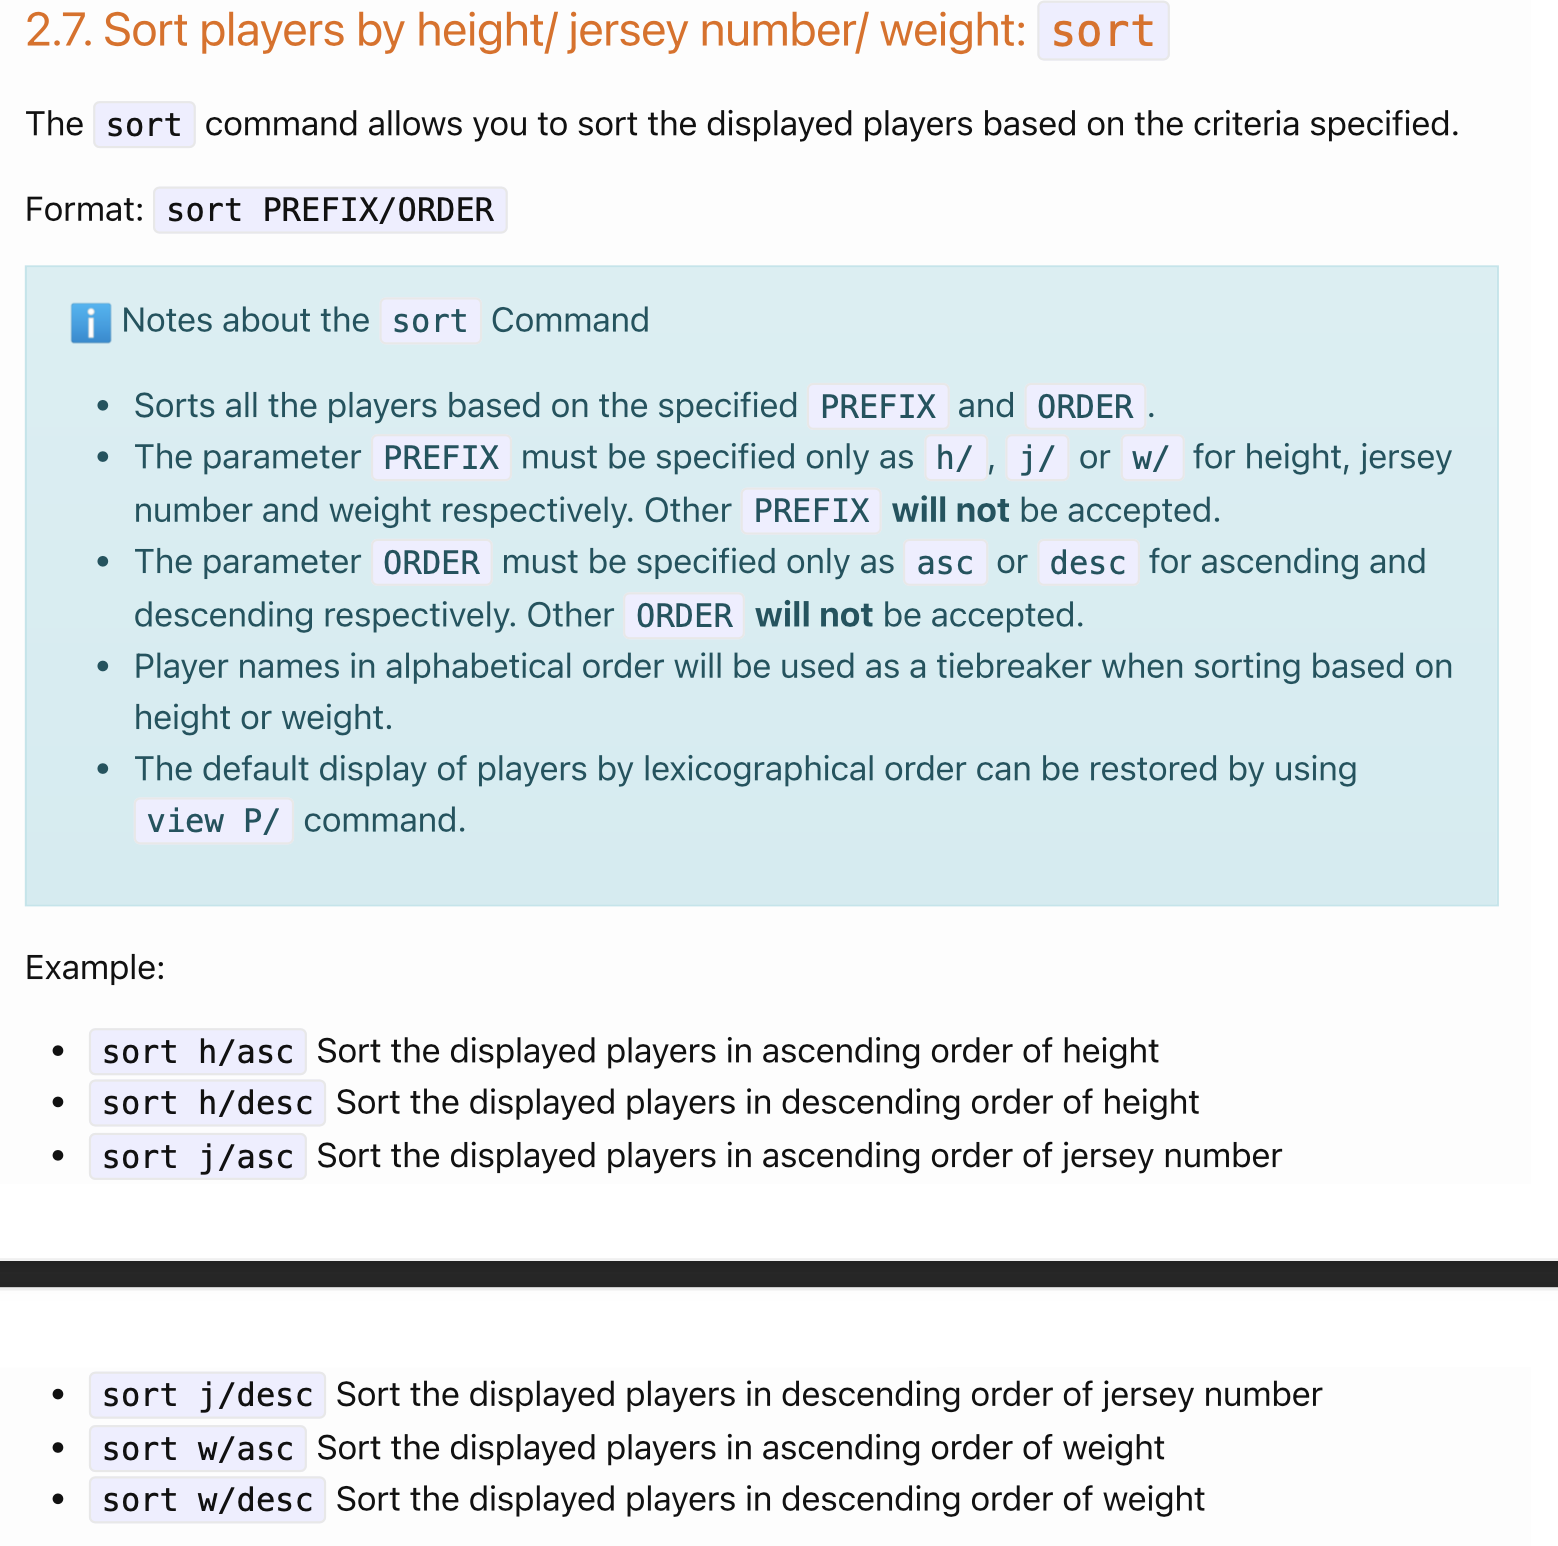 2.7. Sort players by height/ jersey number/ weight: sort
The sort command allows you to sort the displayed players based on the criteria specified.
Format: sort PREFIX/ORDER
Notes about the sort Command
• Sorts all the players based on the specified PREFIX and ORDER .
• The parameter PREFIX must be specified only as h/ , j/ or w/ for height, jersey
number and weight respectively. Other PREFIX will not be accepted.
• The parameter ORDER must be specified only as asc or desc for ascending and
descending respectively. Other ORDER will not be accepted.
• Player names in alphabetical order will be used as a tiebreaker when sorting based on
height or weight.
• The default display of players by lexicographical order can be restored by using
view P/ command.
Example:
• sort h/asc Sort the displayed players in ascending order of height
• sort h/desc Sort the displayed players in descending order of height
• sort j/asc Sort the displayed players in ascending order of jersey number
• sort j/desc Sort the displayed players in descending order of jersey number
• sort w/asc Sort the displayed players in ascending order of weight
• sort w/desc Sort the displayed players in descending order of weight